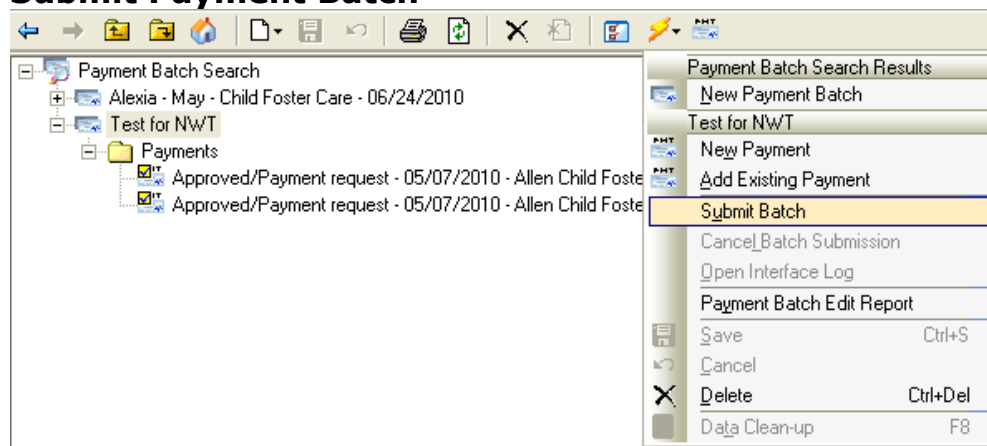 Submit Payment Batch
PMT
Payment Batch Search
Alexia - May - Child Foster Care - 06/24/2010
Test for NWT
Payments
Approved/Payment request - 05/07/2010 - Allen Child Foste
Approved/Payment request - 05/07/2010 - Allen Child Foste
Payment Batch Search Results
New Payment Batch
Test for NWT
PMT
New Payment
PMT
Add Existing Payment
Submit Batch
Cancel Batch Submission
Open Interface Log
Payment Batch Edit Report
Save Ctrl+S
Cancel
Delete Ctrl+Del
Data Clean-up F8